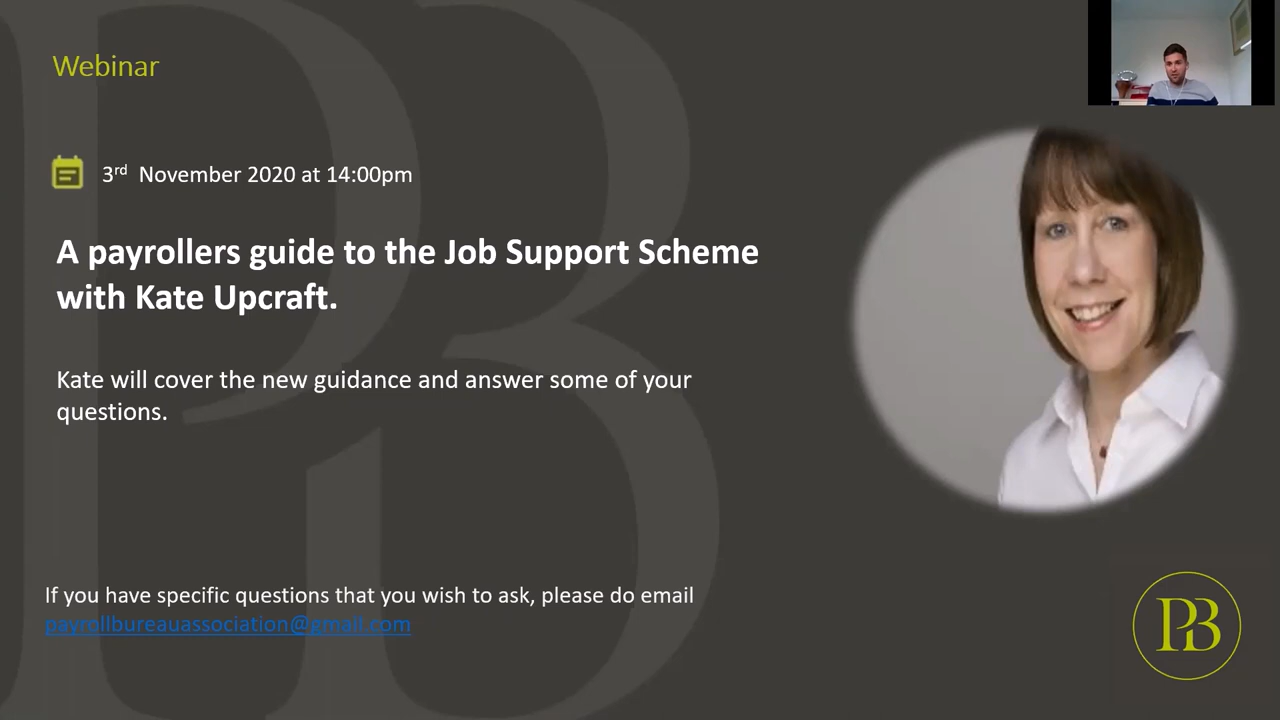 Webinar
3rd November 2020 at 14:00pm
A payrollers guide to the Job Support Scheme
with Kate Upcraft.
Kate will cover the new guidance and answer some of your
questions.
If you have specific questions that you wish to ask, please do email
payrollbureauassociation@gmail.com
PB